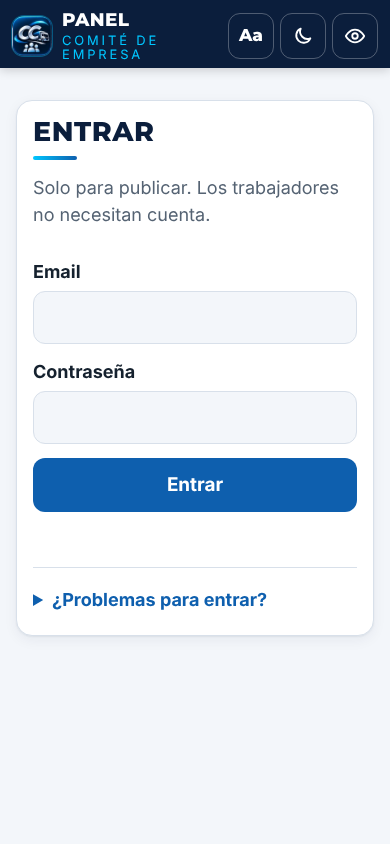 PANEL
COMITÉ DE
EMPRESA
Aa
ENTRAR
Solo para publicar. Los trabajadores
no necesitan cuenta.
Email
Contraseña
Entrar
¿Problemas para entrar?